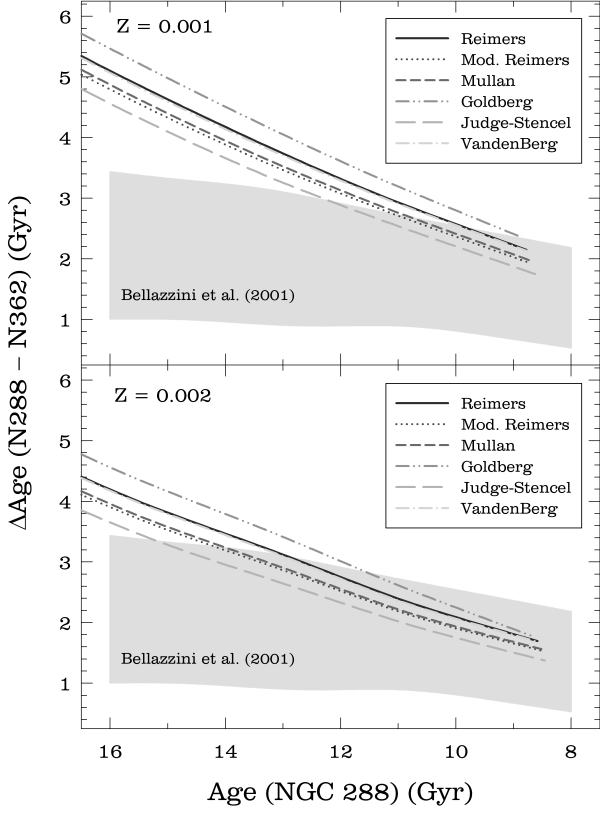 Z = 0.001
Reimers
Mod. Reimers
Mullan
Goldberg
Judge-Stencel
VandenBerg
6
5
4
3
2
1
Bellazzini et al. (2001)
ΔAge (N288 − N362) (Gyr)
Z = 0.002
Reimers
Mod. Reimers
Mullan
Goldberg
Judge-Stencel
VandenBerg
6
5
4
3
2
1
Bellazzini et al. (2001)
16 14 12 10 8
Age (NGC 288) (Gyr)